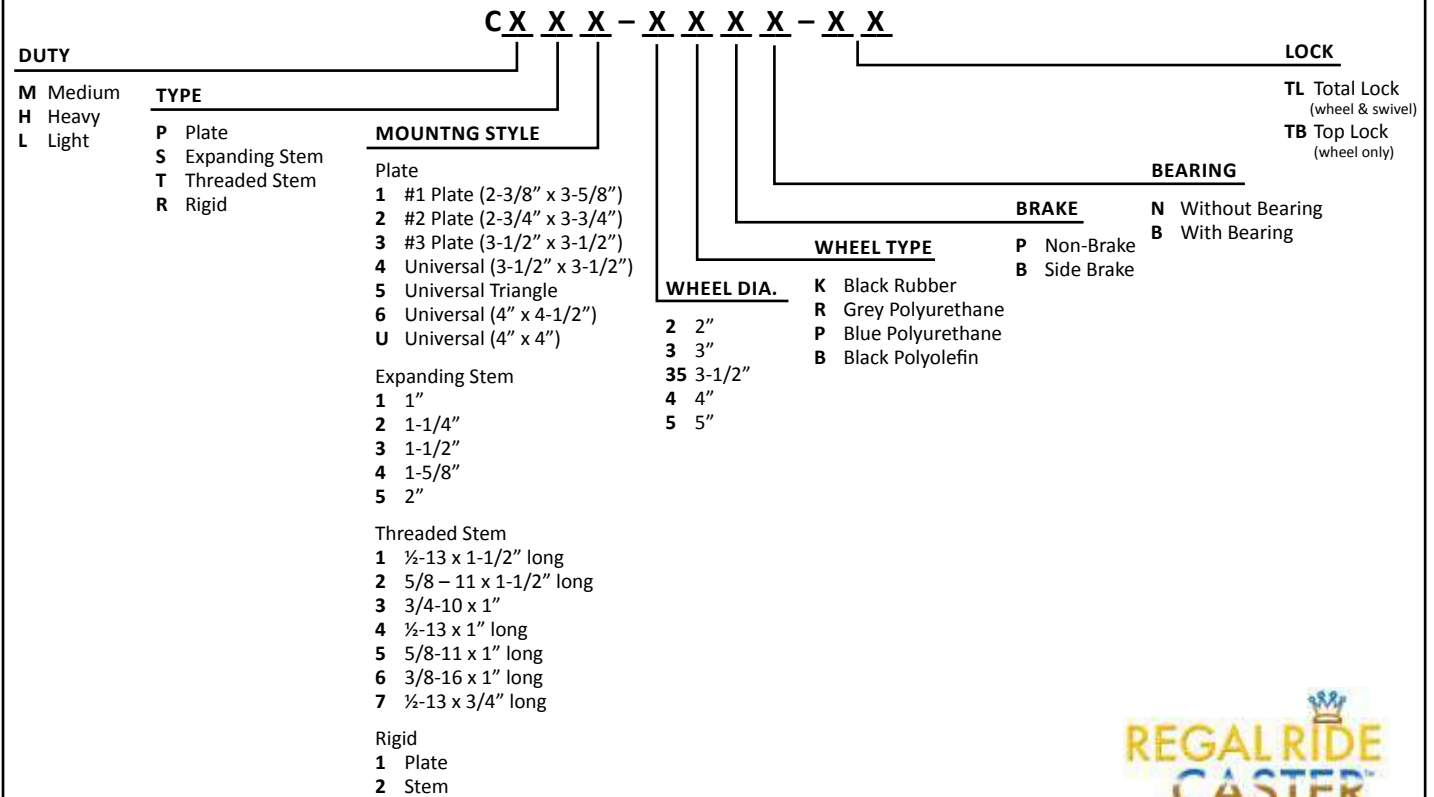 C X X X – X X X X – X X
DUTY
M Medium
H Heavy
L Light
TYPE
P Plate
S Expanding Stem
T Threaded Stem
R Rigid
MOUNTNG STYLE
Plate
1 #1 Plate (2-3/8” x 3-5/8”)
2 #2 Plate (2-3/4” x 3-3/4”)
3 #3 Plate (3-1/2” x 3-1/2”)
4 Universal (3-1/2” x 3-1/2”)
5 Universal Triangle
6 Universal (4” x 4-1/2”)
U Universal (4” x 4”)
Expanding Stem
1 1”
2 1-1/4”
3 1-1/2”
4 1-5/8”
5 2”
Threaded Stem
1 ½-13 x 1-1/2” long
2 5/8 – 11 x 1-1/2” long
3 3/4-10 x 1”
4 ½-13 x 1” long
5 5/8-11 x 1” long
6 3/8-16 x 1” long
7 ½-13 x 3/4” long
Rigid
1 Plate
2 Stem
WHEEL DIA.
2 2”
3 3”
35 3-1/2”
4 4”
5 5”
WHEEL TYPE
K Black Rubber
R Grey Polyurethane
P Blue Polyurethane
B Black Polyolefin
BRAKE
P Non-Brake
B Side Brake
BEARING
N Without Bearing
B With Bearing
LOCK
TL Total Lock
(wheel & swivel)
TB Top Lock
(wheel only)
REGAL RIDE
CASTER™